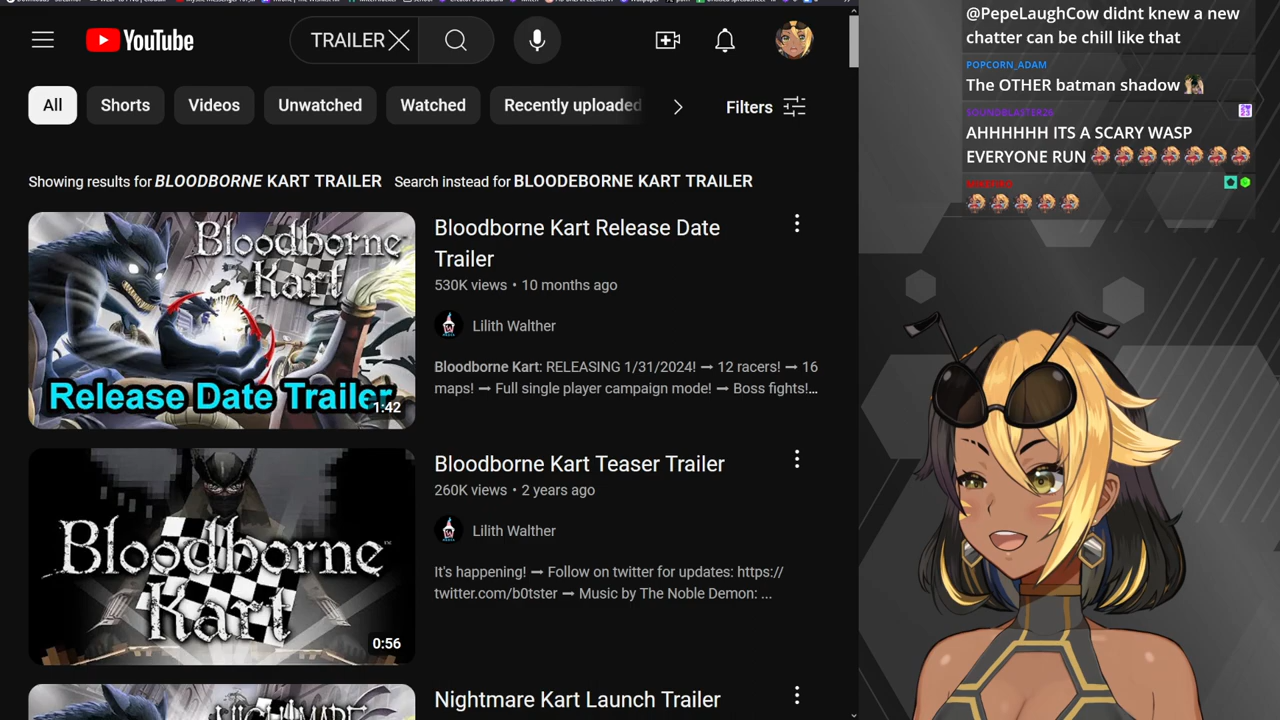 YouTube
TRAILER
All
Shorts
Videos
Unwatched
Watched
Recently uploaded
Filters
Showing results for BLOODBORNE KART TRAILER
Search instead for BLOODEBORNE KART TRAILER
Bloodborne
Kart
Release Date Trailer
1:42
Bloodborne Kart Release Date
Trailer
530K views • 10 months ago
Lilith Walther
Bloodborne Kart: RELEASING 1/31/2024! ➞ 12 racers! ➞ 16
maps! ➞ Full single player campaign mode! ➞ Boss fights!...
Bloodborne™
Kart
0:56
Bloodborne Kart Teaser Trailer
260K views • 2 years ago
Lilith Walther
It's happening! ➞ Follow on twitter for updates: https://
twitter.com/b0tster ➞ Music by The Noble Demon: ...
Nightmare Kart Launch Trailer
@PepeLaughCow didnt knew a new
chatter can be chill like that
POPCORN_ADAM
The OTHER batman shadow
SOUNDBLASTER26
AHHHHHH ITS A SCARY WASP
EVERYONE RUN